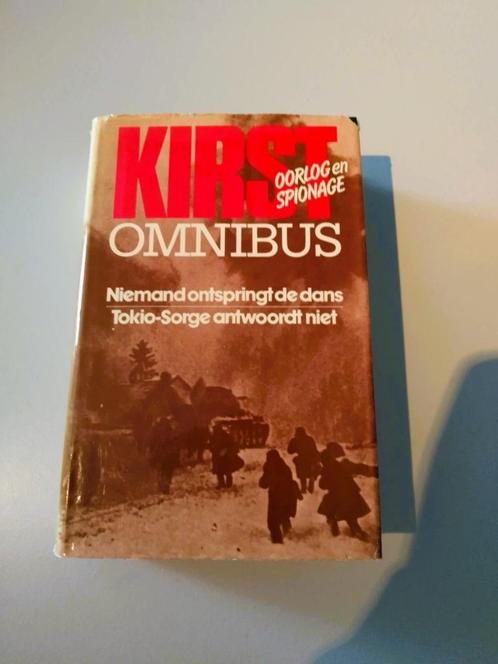 KIRST
OORLOG en
SPIONAGE
OMNIBUS
Niemand ontspringt de dans
Tokio-Sorge antwoordt niet